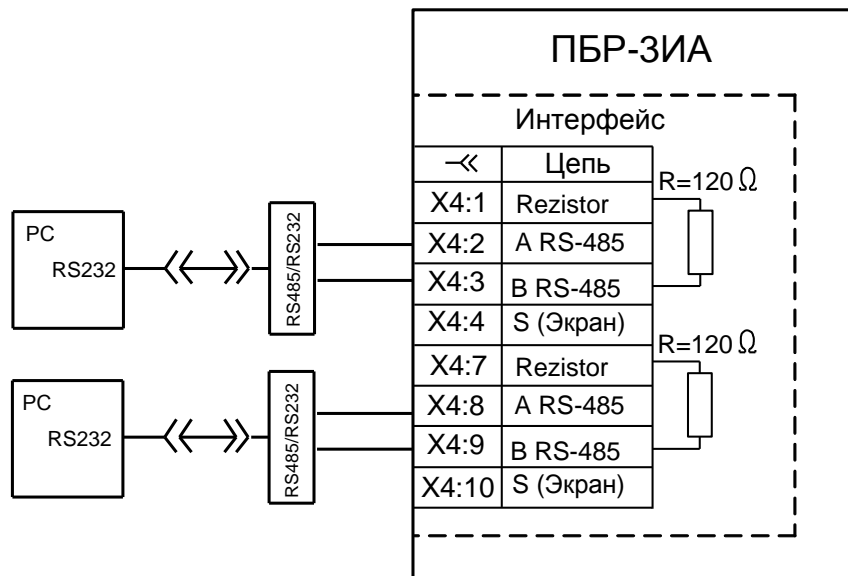 ПБР-3ИА
Интерфейс
Цепь
X4:1 Rezistor
R=120 Ω
X4:2 A RS-485
X4:3 B RS-485
X4:4 S (Экран)
X4:7 Rezistor
R=120 Ω
X4:8 A RS-485
X4:9 B RS-485
X4:10 S (Экран)
PC
RS232
RS485/RS232
PC
RS232
RS485/RS232